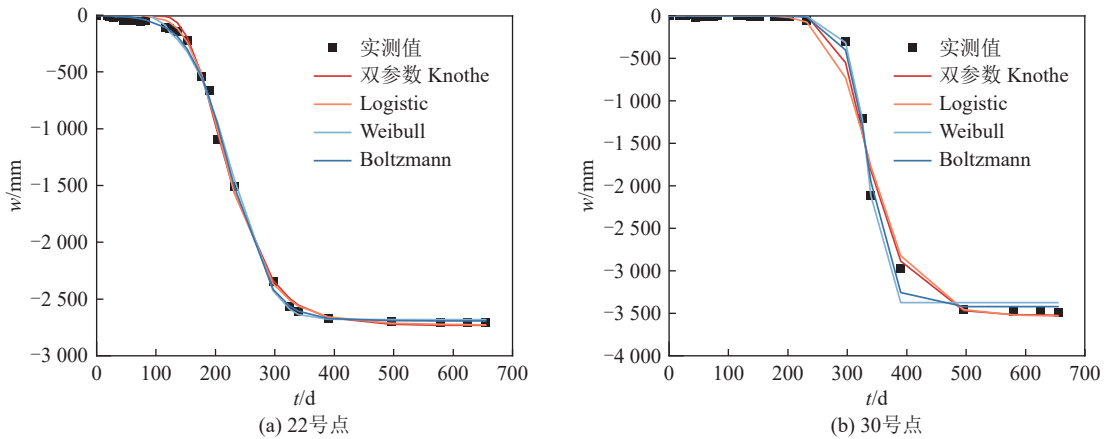 0
−500
−1 000
−1 500
−2 000
−2 500
−3 000
w/mm
实测值
双参数 Knothe
Logistic
Weibull
Boltzmann
0 100 200 300 400 500 600 700
t/d
(a) 22号点
0
−500
−1 000
−1 500
−2 000
−2 500
−3 000
−3 500
−4 000
w/mm
实测值
双参数 Knothe
Logistic
Weibull
Boltzmann
0 100 200 300 400 500 600 700
t/d
(b) 30号点